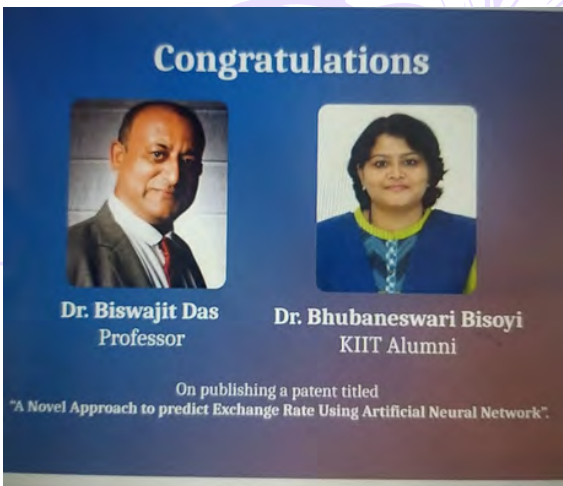 Congratulations
Dr. Biswajit Das
Professor
Dr. Bhubaneswari Bisoyi
KIIT Alumni
On publishing a patent titled
"A Novel Approach to predict Exchange Rate Using Artificial Neural Network".